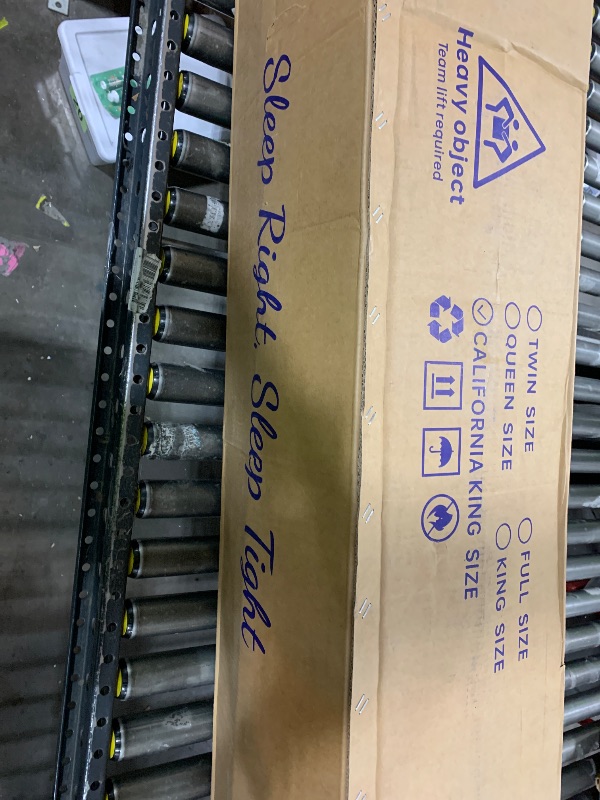 Heavy object
Team lift required
TWIN SIZE
FULL SIZE
QUEEN SIZE
KING SIZE
CALIFORNIA KING SIZE
Sleep Right, Sleep Tight